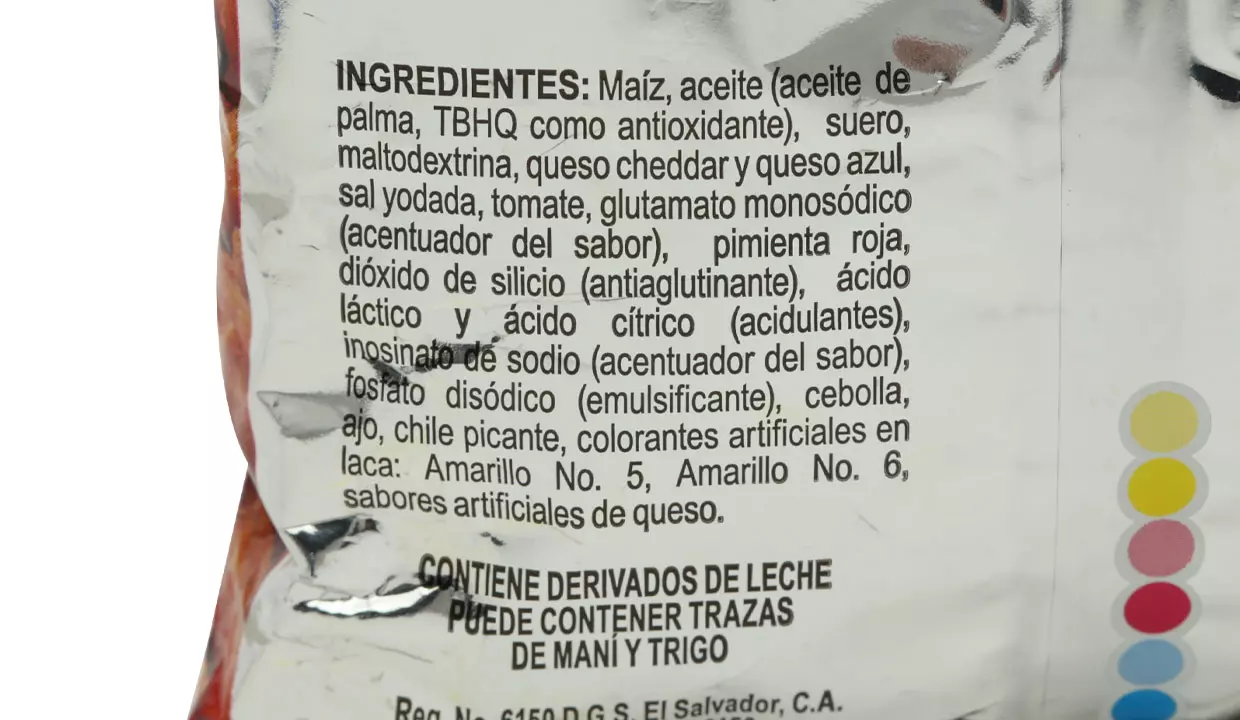 INGREDIENTES: Maíz, aceite (aceite de
palma, TBHQ como antioxidante), suero,
maltodextrina, queso cheddar y queso azul,
sal yodada, tomate, glutamato monosódico
(acentuador del sabor), pimienta roja,
dióxido de silicio (antiaglutinante), ácido
láctico y ácido cítrico (acidulantes),
inosinato de sodio (acentuador del sabor),
fosfato disódico (emulsificante), cebolla,
ajo, chile picante, colorantes artificiales en
laca: Amarillo No. 5, Amarillo No. 6,
sabores artificiales de queso.
CONTIENE DERIVADOS DE LECHE
PUEDE CONTENER TRAZAS
DE MANÍ Y TRIGO
Reg. No. 6150 D.G.S. El Salvador, C.A.